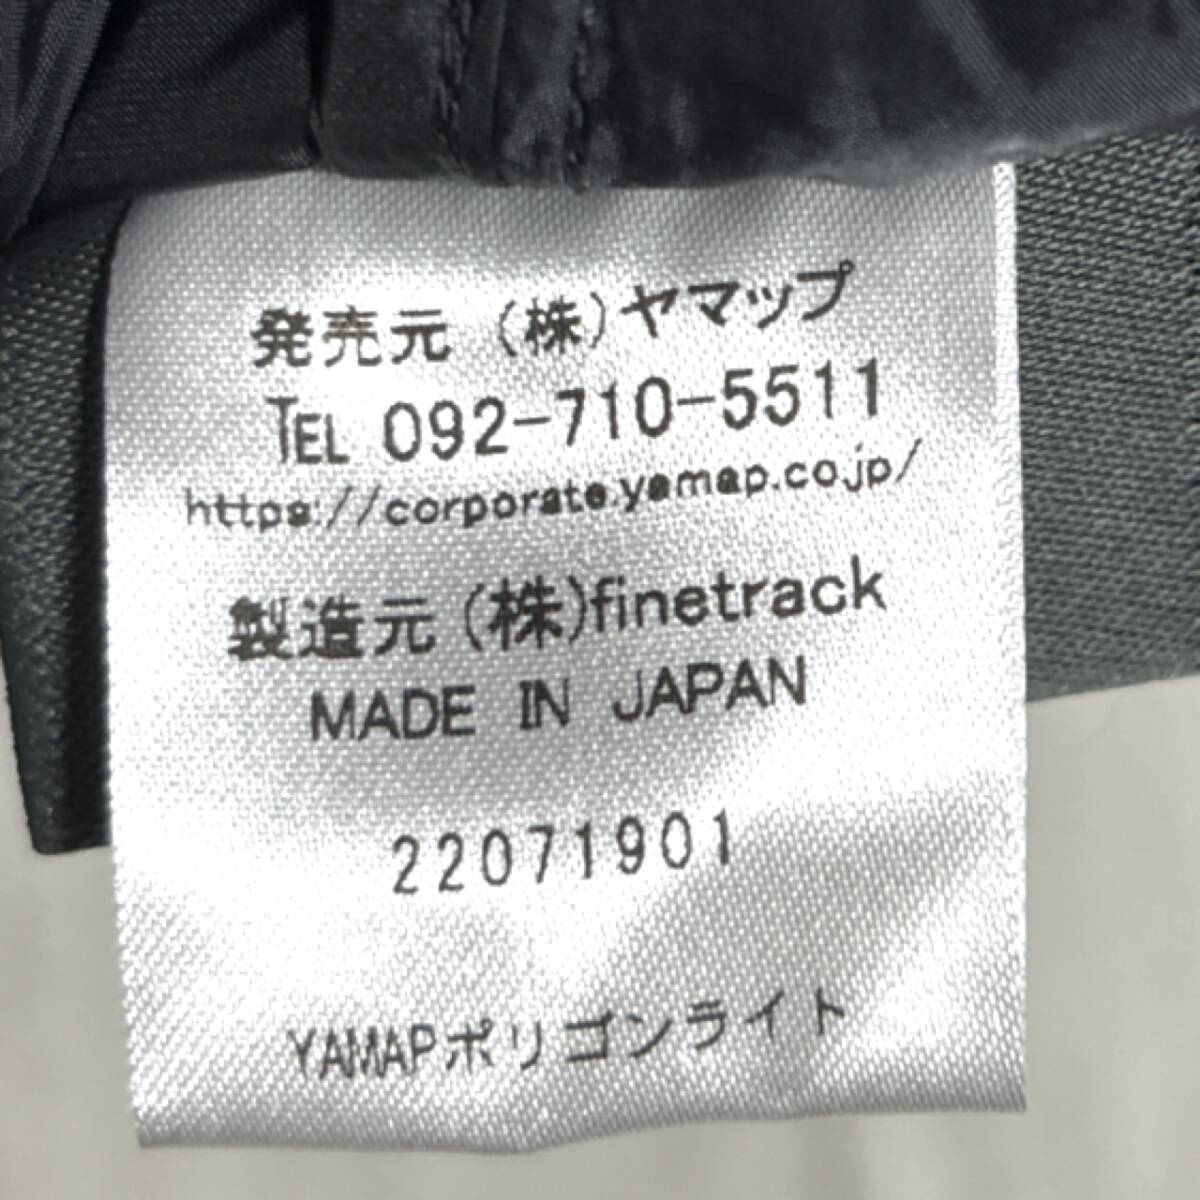 発売元 (株)ヤマップ
TEL 092-710-5511
https://corporate.yamap.co.jp/
製造元 (株)finetrack
MADE IN JAPAN
22071901
YAMAPポリゴンライト